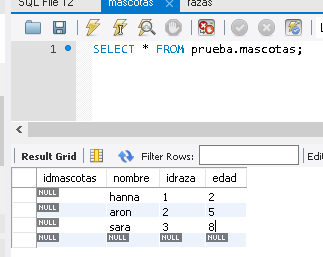 SQL File 12 mascotas razas
1 SELECT * FROM prueba.mascotas;
Result Grid Filter Rows: Edi
idmascotas nombre idraza edad
NULL hanna 1 2
NULL aron 2 5
NULL sara 3 8
NULL NULL NULL NULL